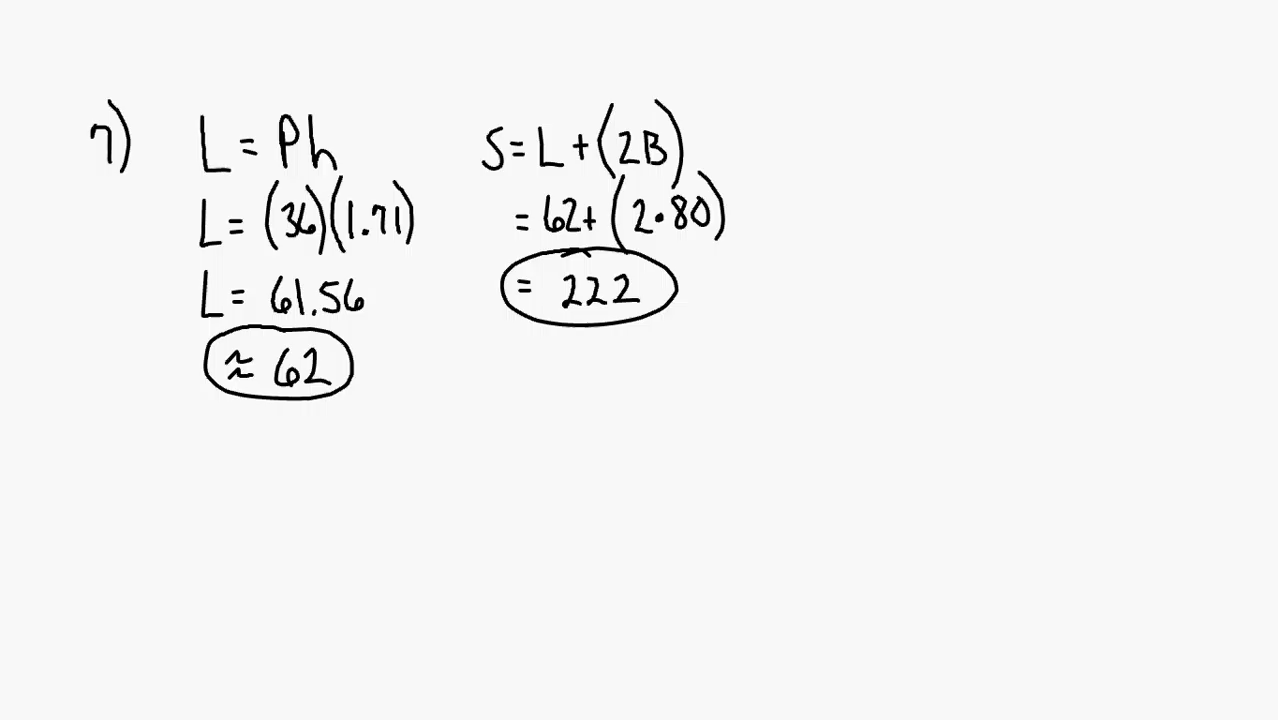 7)
L = Ph
L = (36)(1.71)
L = 61.56
≈ 62
S = L + (2B)
= 62 + (2•80)
= 222